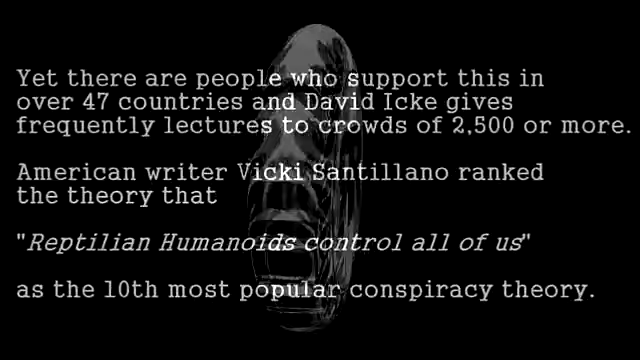 Yet there are people who support this in
over 47 countries and David Icke gives
frequently lectures to crowds of 2,500 or more.
American writer Vicki Santillano ranked
the theory that
"Reptilian Humanoids control all of us"
as the 10th most popular conspiracy theory.